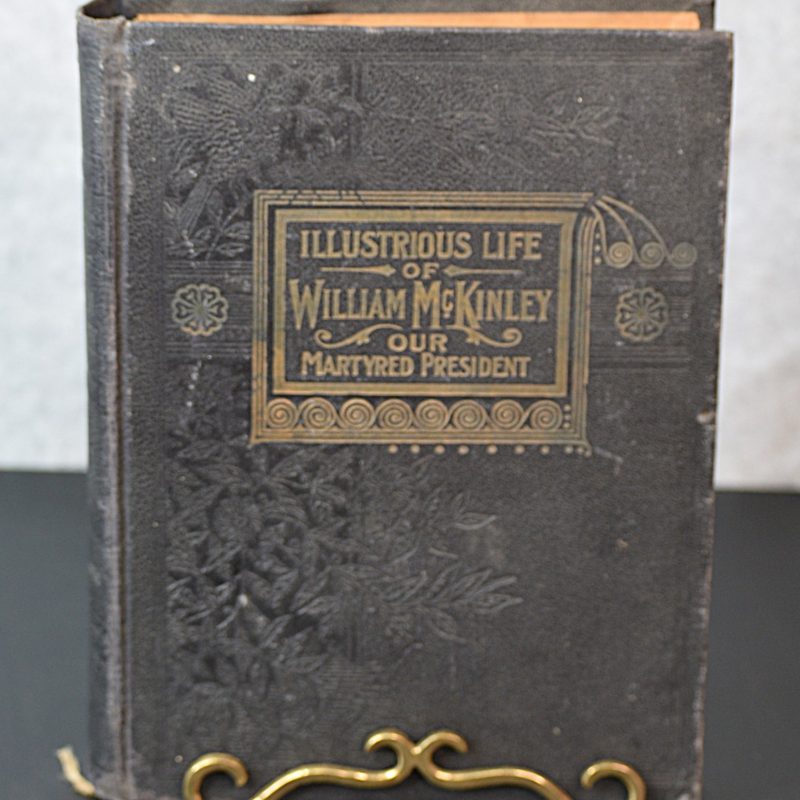 ILLUSTRIOUS LIFE
OF
WILLIAM McKINLEY
OUR
MARTYRED PRESIDENT